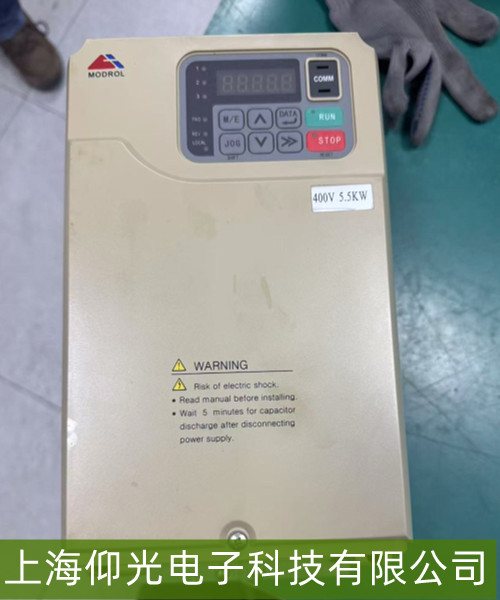 MODROL
88888
COMM
M/E
DATA
RUN
JOG
STOP
400V 5.5KW
WARNING
Risk of electric shock.
• Read manual before installing.
• Wait 5 minutes for capacitor
discharge after disconnecting
power supply.
上海仰光电子科技有限公司